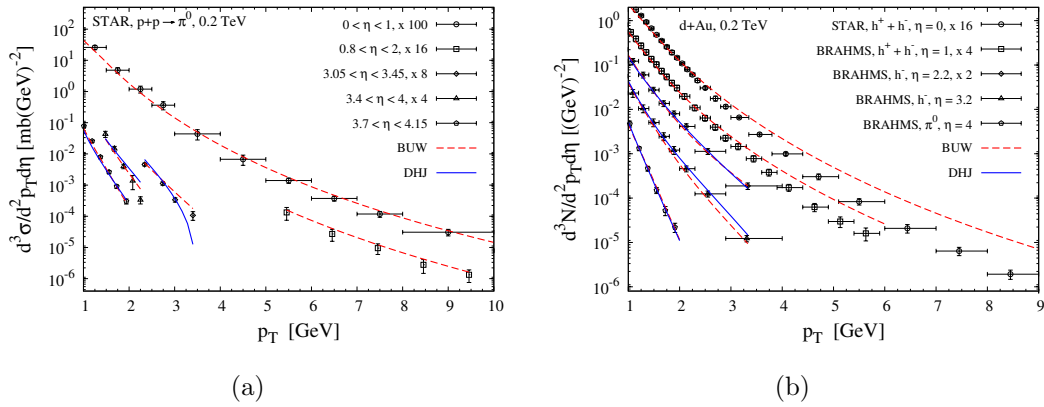 STAR, p+p → π⁰, 0.2 TeV
0 < η < 1, x 100
0.8 < η < 2, x 16
3.05 < η < 3.45, x 8
3.4 < η < 4, x 4
3.7 < η < 4.15
BUW
DHJ
d³σ/d²p_T dη [mb(GeV)⁻²]
10²
10¹
10⁰
10⁻¹
10⁻²
10⁻³
10⁻⁴
10⁻⁵
10⁻⁶
1 2 3 4 5 6 7 8 9 10
p_T [GeV]
(a)
d+Au, 0.2 TeV
STAR, h⁺ + h⁻, η = 0, x 16
BRAHMS, h⁺ + h⁻, η = 1, x 4
BRAHMS, h⁻, η = 2.2, x 2
BRAHMS, h⁻, η = 3.2
BRAHMS, π⁰, η = 4
BUW
DHJ
d³N/d²p_T dη [(GeV)⁻²]
10⁰
10⁻¹
10⁻²
10⁻³
10⁻⁴
10⁻⁵
10⁻⁶
1 2 3 4 5 6 7 8 9
p_T [GeV]
(b)